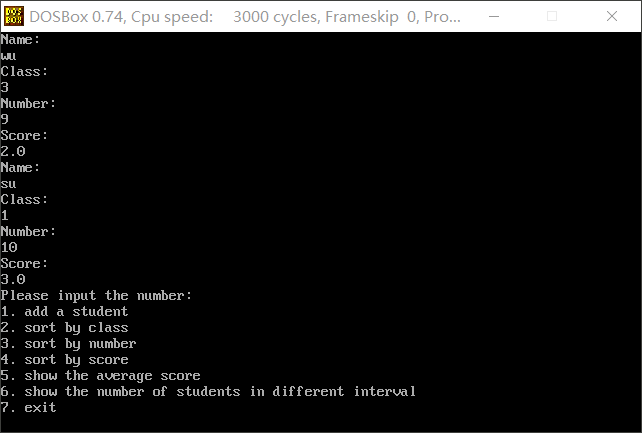 DOS
BOX
DOSBox 0.74, Cpu speed: 3000 cycles, Frameskip 0, Pro...
Name:
wu
Class:
3
Number:
9
Score:
2.0
Name:
su
Class:
1
Number:
10
Score:
3.0
Please input the number:
1. add a student
2. sort by class
3. sort by number
4. sort by score
5. show the average score
6. show the number of students in different interval
7. exit